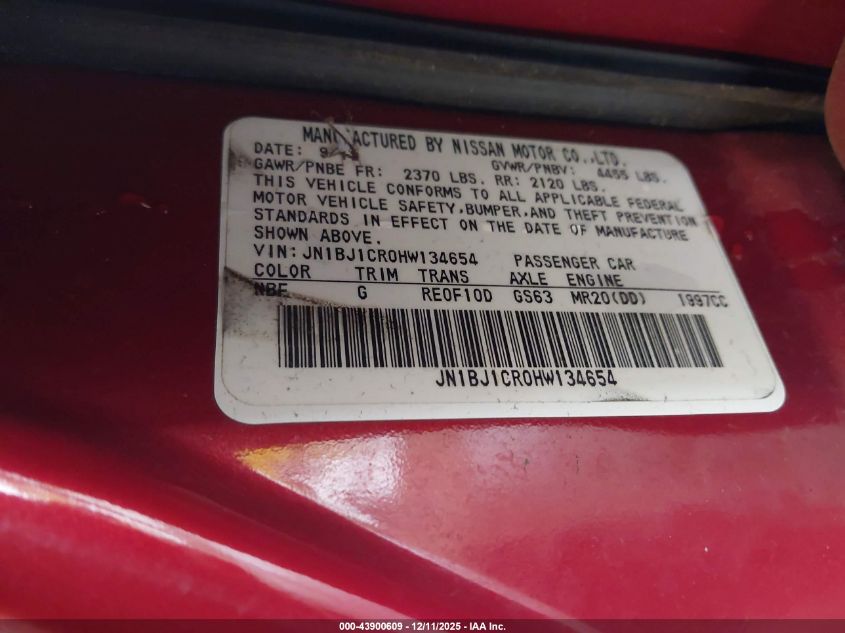 MANUFACTURED BY NISSAN MOTOR CO.,LTD.
DATE: 9 GVWR/PNBV: 4455 LBS.
GAWR/PNBE FR: 2370 LBS. RR: 2120 LBS.
THIS VEHICLE CONFORMS TO ALL APPLICABLE FEDERAL
MOTOR VEHICLE SAFETY,BUMPER,AND THEFT PREVENTION
STANDARDS IN EFFECT ON THE DATE OF MANUFACTURE
SHOWN ABOVE.
VIN:JN1BJ1CR0HW134654 PASSENGER CAR
COLOR TRIM TRANS AXLE ENGINE
NBF G RE0F10D GS63 MR20(DD) 1997CC
JN1BJ1CR0HW134654
000-43900609 - 12/11/2025 - IAA Inc.